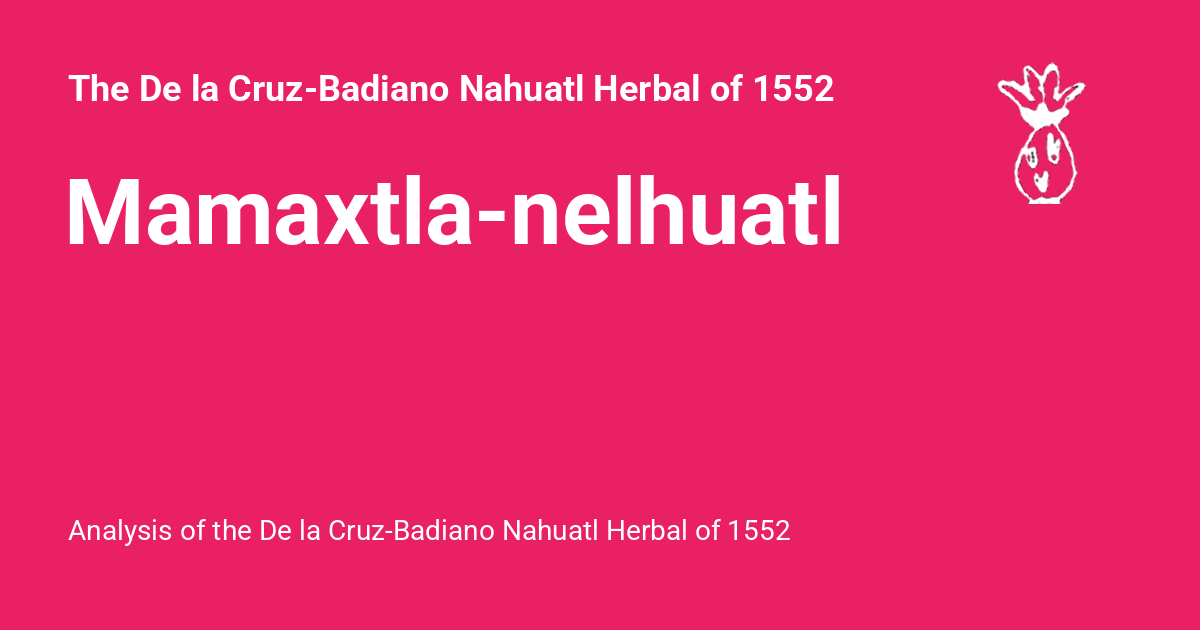 The De la Cruz-Badiano Nahuatl Herbal of 1552
Mamaxtla-nelhuatl
Analysis of the De la Cruz-Badiano Nahuatl Herbal of 1552